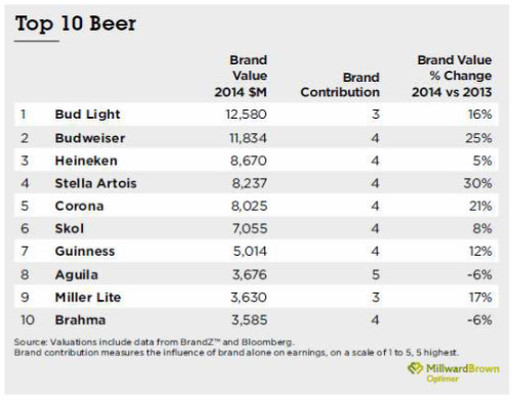 Top 10 Beer
Brand Value 2014 $M Brand Contribution Brand Value % Change 2014 vs 2013
1 Bud Light 12,580 3 16%
2 Budweiser 11,834 4 25%
3 Heineken 8,670 4 5%
4 Stella Artois 8,237 4 30%
5 Corona 8,025 4 21%
6 Skol 7,055 4 8%
7 Guinness 5,014 4 12%
8 Aguila 3,676 5 -6%
9 Miller Lite 3,630 3 17%
10 Brahma 3,585 4 -6%
Source: Valuations include data from BrandZ™ and Bloomberg.
Brand contribution measures the influence of brand alone on earnings, on a scale of 1 to 5, 5 highest.
MillwardBrown
Optimor